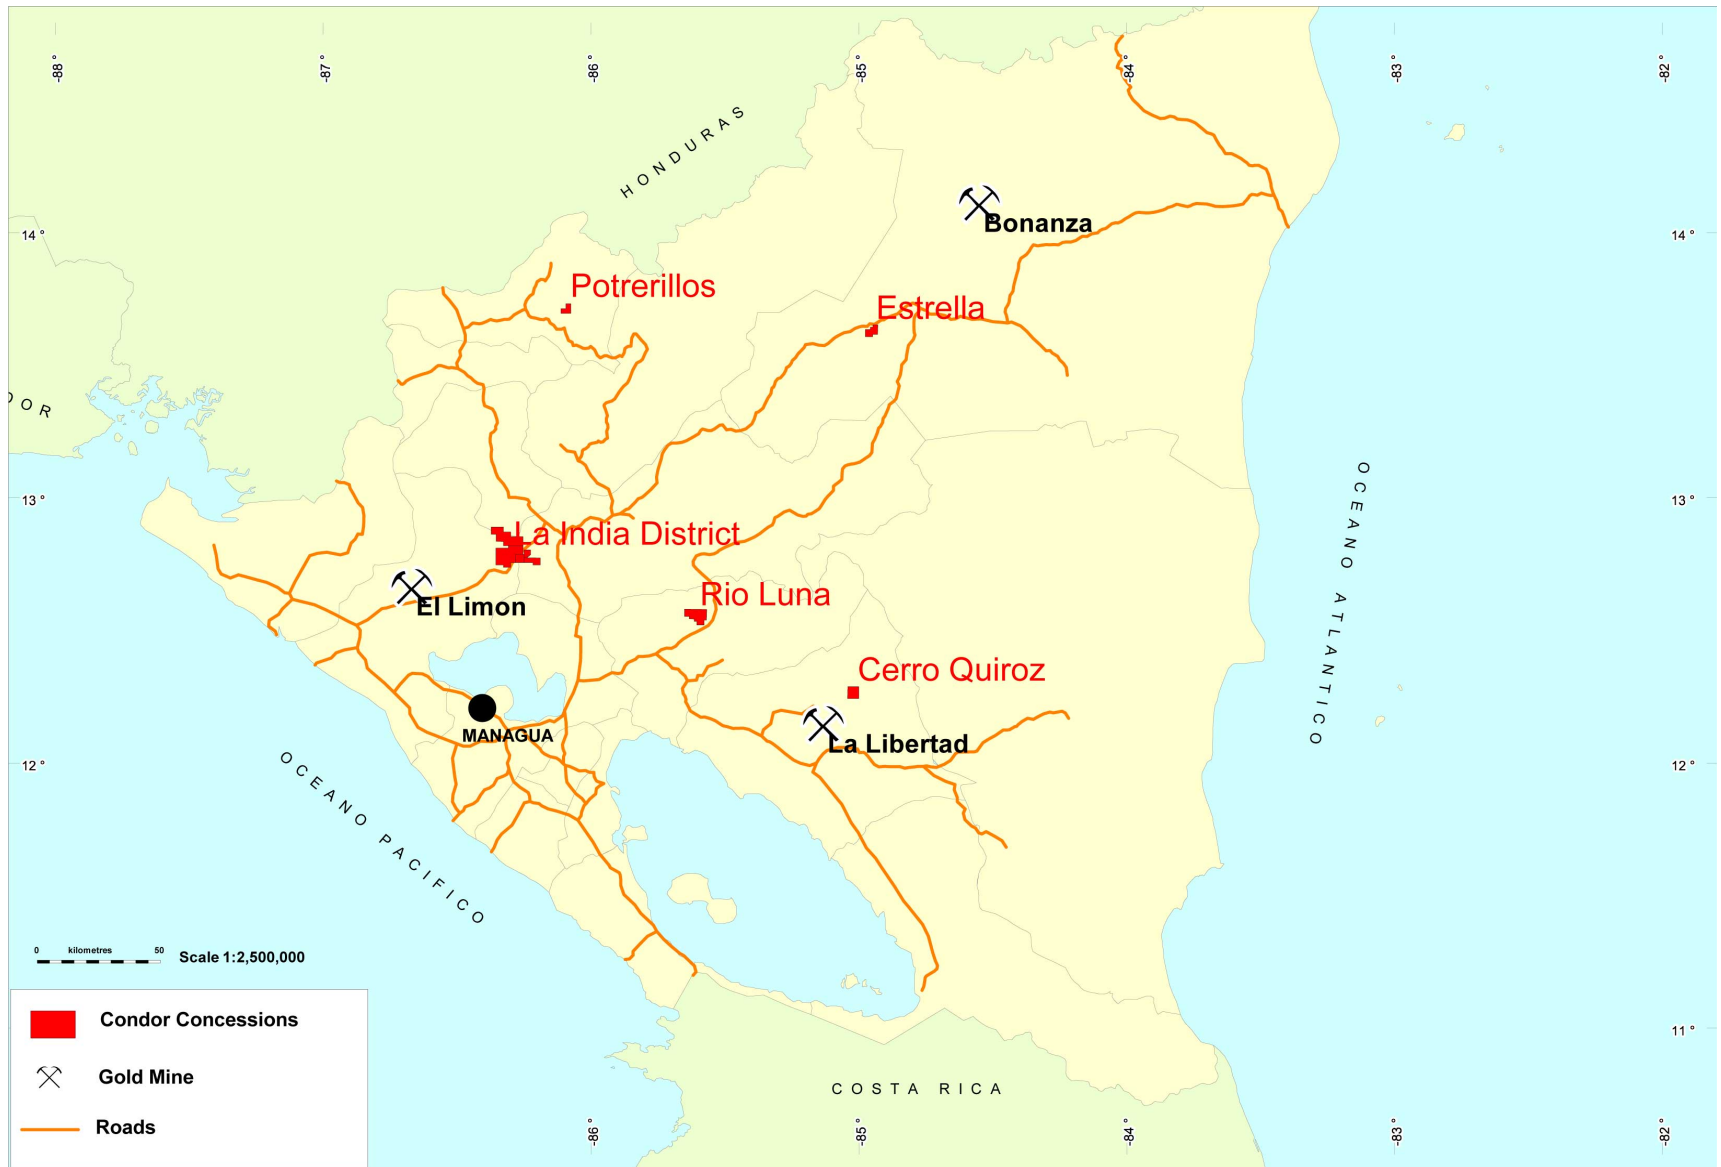 -88°
-87°
-86°
-85°
-84°
-83°
-82°
HONDURAS
Bonanza
14°
14°
Potrerillos
Estrella
DOR
OCEANO ATLANTICO
13°
13°
La India District
El Limon
Rio Luna
Cerro Quiroz
MANAGUA
La Libertad
12°
12°
OCEANO PACIFICO
0 kilometres 50
Scale 1:2,500,000
Condor Concessions
Gold Mine
Roads
11°
COSTA RICA
-86°
-85°
-84°
-83°
-82°